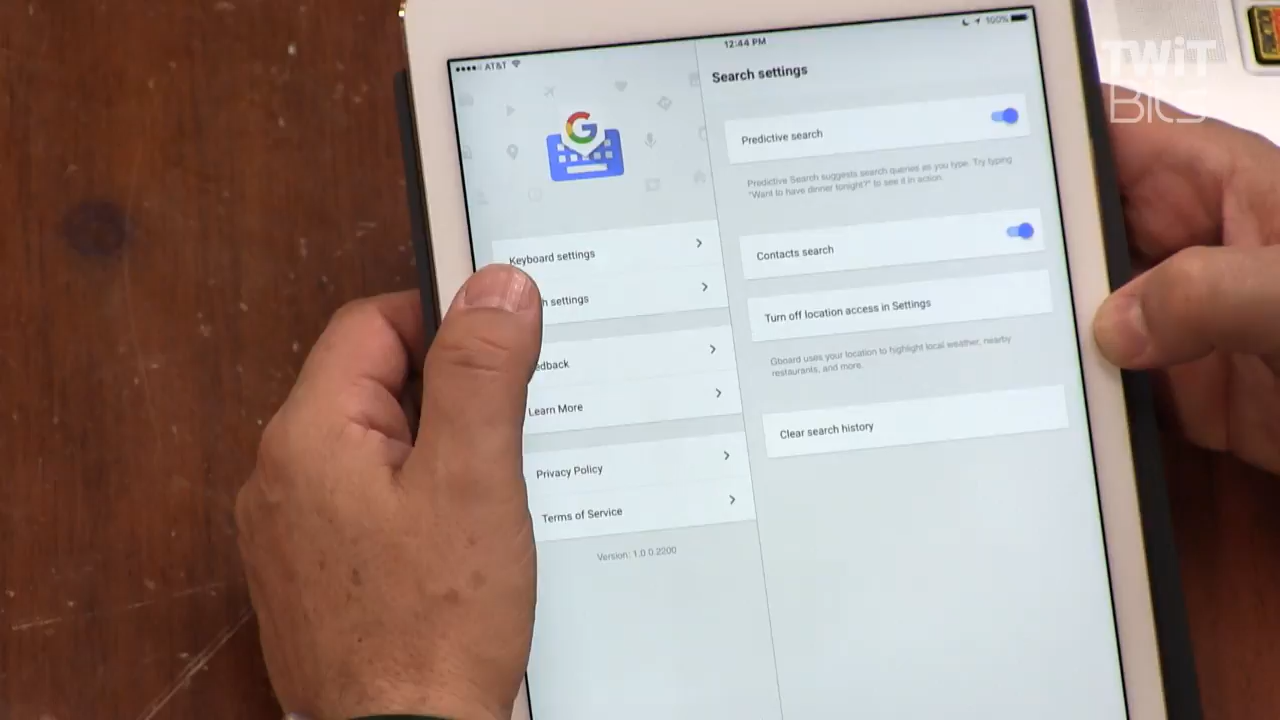 AT&T
12:44 PM
100%
TWiT
BITS
G
Keyboard settings
h settings
edback
Learn More
Privacy Policy
Terms of Service
Version: 1.0.0.2200
Search settings
Predictive search
Predictive Search suggests search queries as you type. Try typing
"Want to have dinner tonight?" to see it in action.
Contacts search
Turn off location access in Settings
Gboard uses your location to highlight local weather, nearby
restaurants, and more.
Clear search history